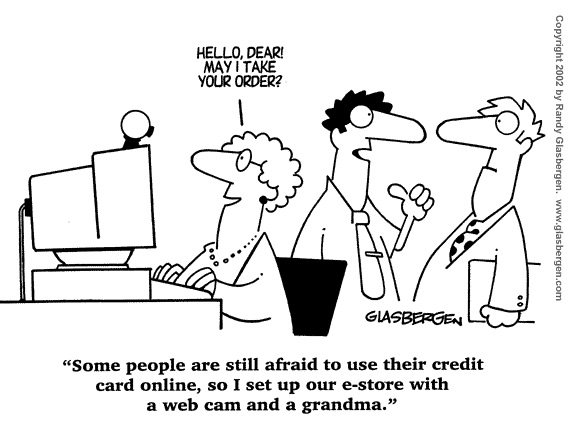 HELLO, DEAR!
MAY I TAKE
YOUR ORDER?
Copyright 2002 by Randy Glasbergen. www.glasbergen.com
GLASBERGEN
“Some people are still afraid to use their credit
card online, so I set up our e-store with
a web cam and a grandma.”